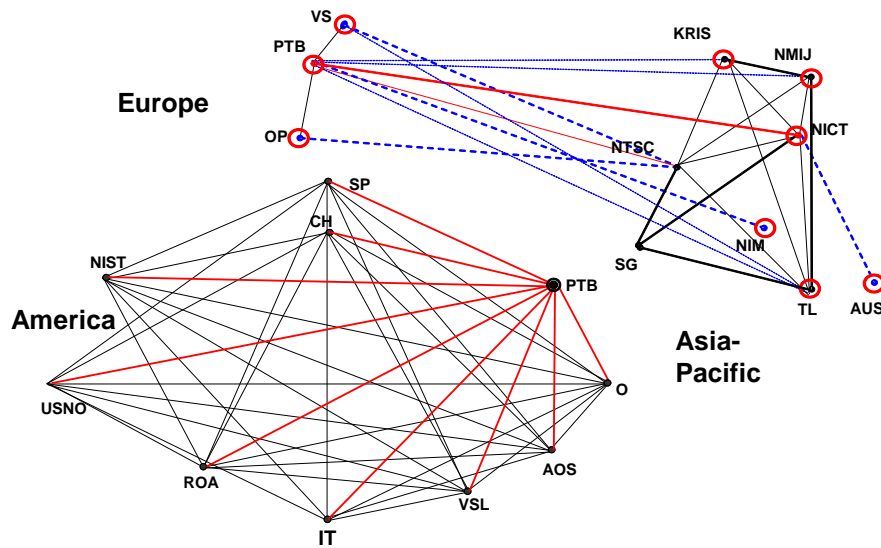 VS
KRIS
PTB
NMIJ
Europe
NICT
OP
NTSC
SP
CH
NIM
NIST
SG
PTB
TL
AUS
America
Asia-
Pacific
USNO
O
AOS
ROA
VSL
IT